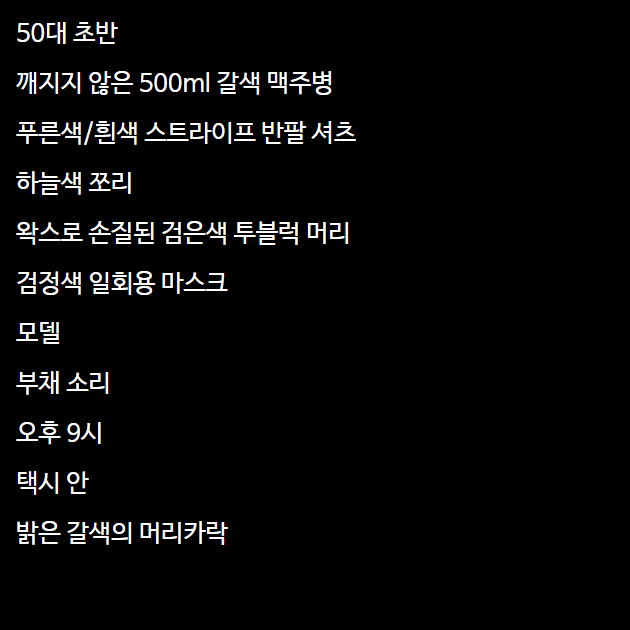 50대 초반
깨지지 않은 500ml 갈색 맥주병
푸른색/흰색 스트라이프 반팔 셔츠
하늘색 쪼리
왁스로 손질된 검은색 투블럭 머리
검정색 일회용 마스크
모델
부채 소리
오후 9시
택시 안
밝은 갈색의 머리카락